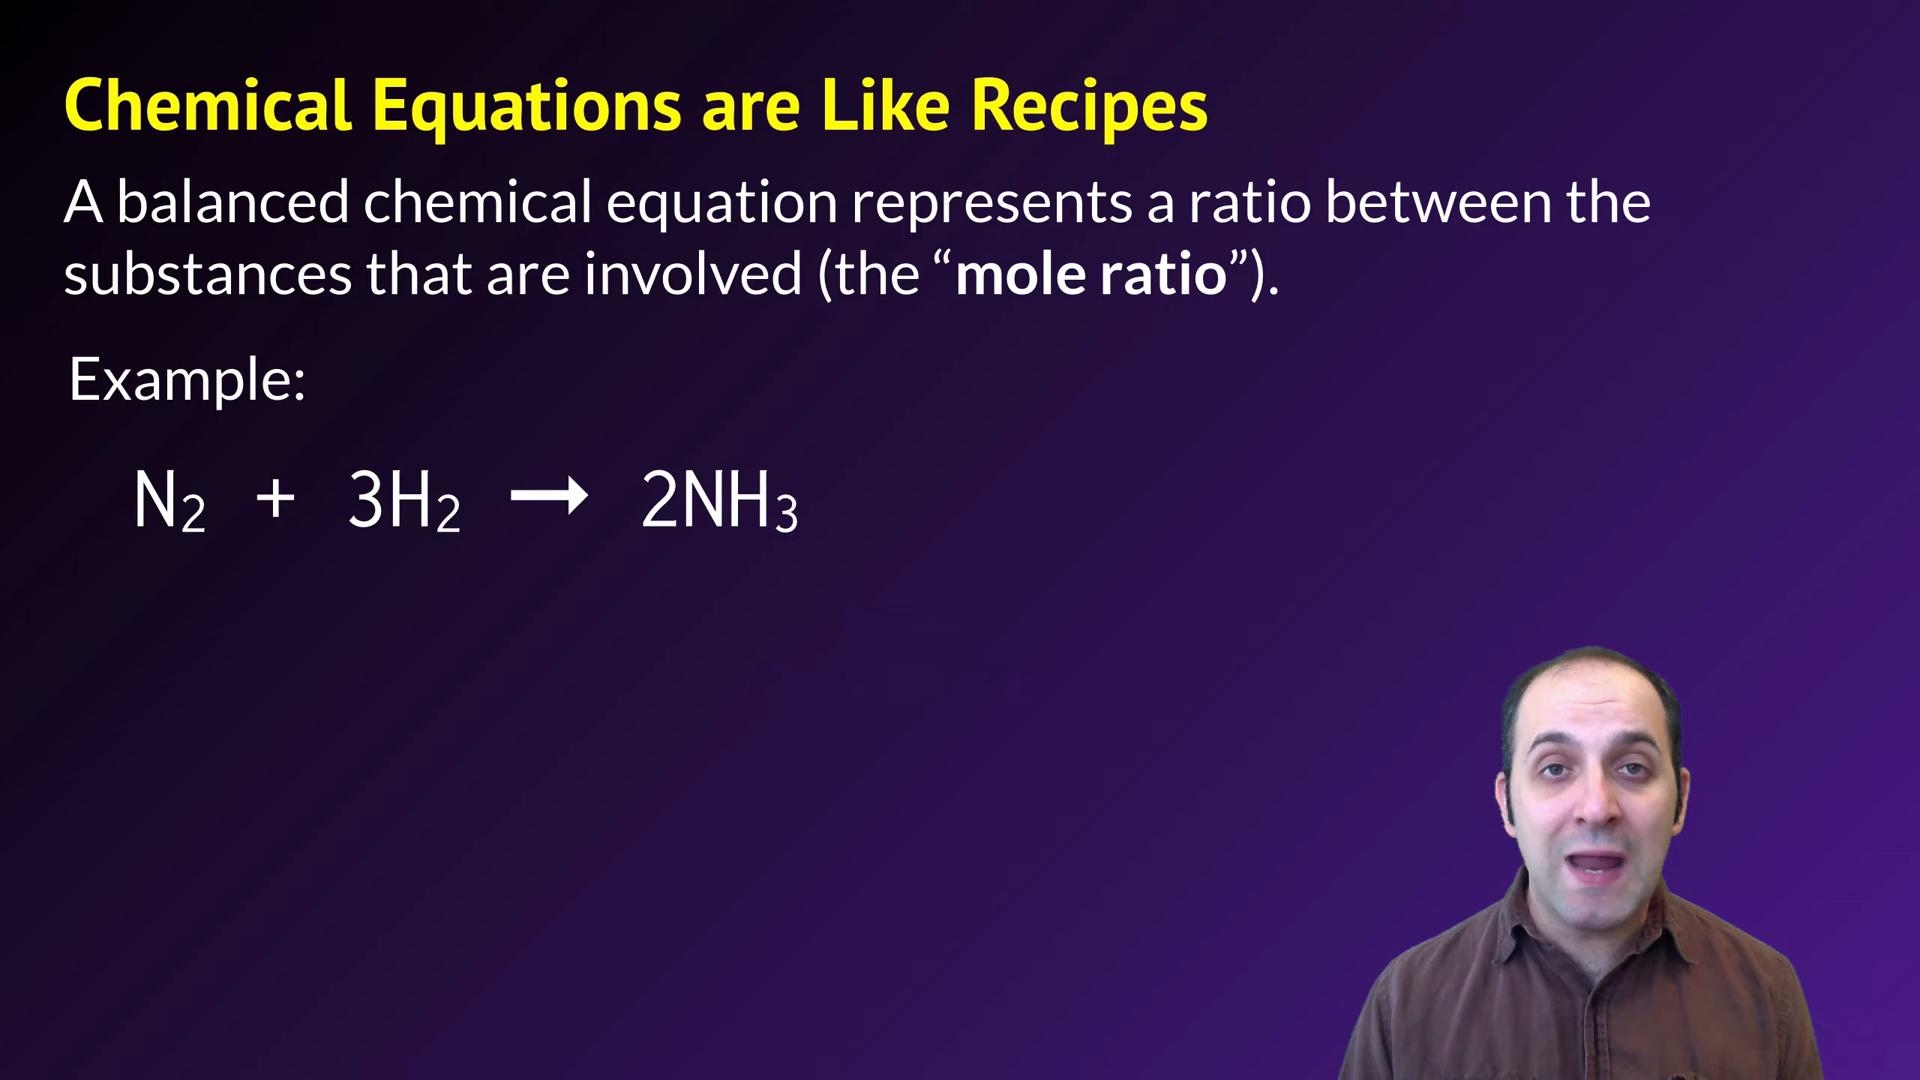 Chemical Equations are Like Recipes
A balanced chemical equation represents a ratio between the
substances that are involved (the “mole ratio”).
Example:
N₂ + 3H₂ → 2NH₃